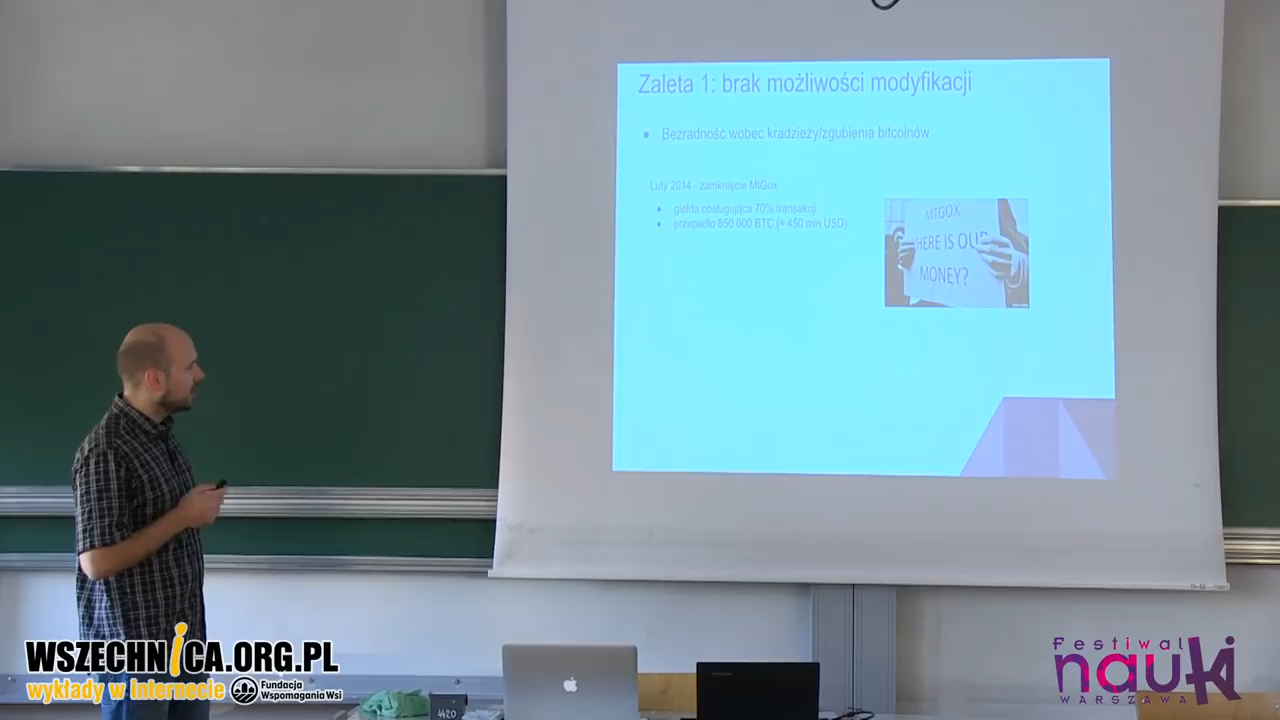 Zaleta 1: brak możliwości modyfikacji
Bezradność wobec kradzieży/zgubienia bitcoinów
Luty 2014 - zamknięcie MtGox
giełda obsługująca 70% transakcji
przepadło 850 000 BTC (≈ 450 mln USD)
MTGOX
WHERE IS OUR
MONEY?
WSZECHNICA.ORG.PL
wykłady w internecie
Fundacja
Wspomagania Wsi
4420
Festiwal
nauki
WARSZAWA